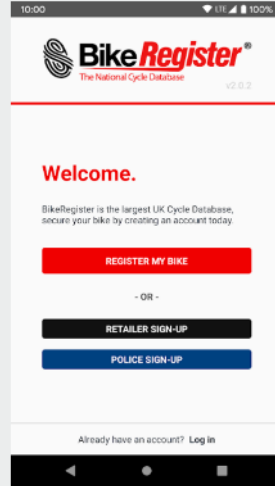 10:00 LTE 100%
BikeRegister®
The National Cycle Database
v2.0.2
Welcome.
BikeRegister is the largest UK Cycle Database,
secure your bike by creating an account today.
REGISTER MY BIKE
- OR -
RETAILER SIGN-UP
POLICE SIGN-UP
Already have an account? Log in